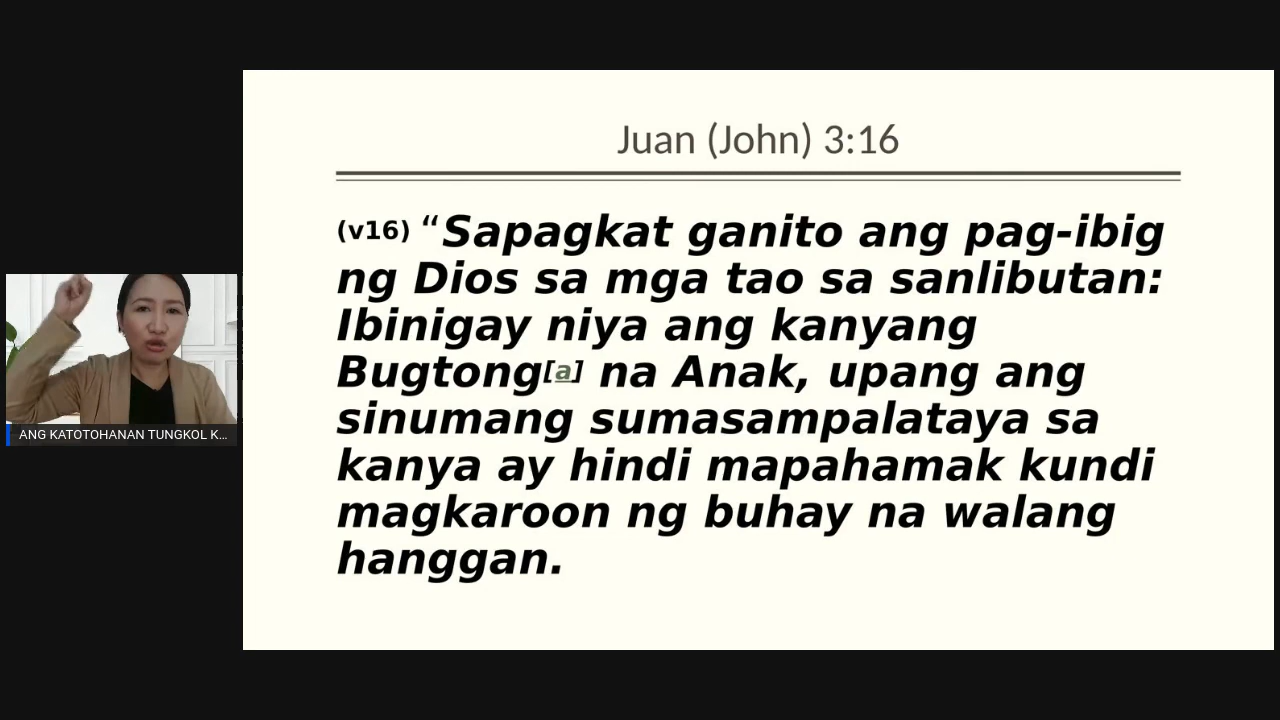 Juan (John) 3:16
(v16) “Sapagkat ganito ang pag-ibig
ng Dios sa mga tao sa sanlibutan:
Ibinigay niya ang kanyang
Bugtong[a] na Anak, upang ang
sinumang sumasampalataya sa
kanya ay hindi mapahamak kundi
magkaroon ng buhay na walang
hanggan.
ANG KATOTOHANAN TUNGKOL K...